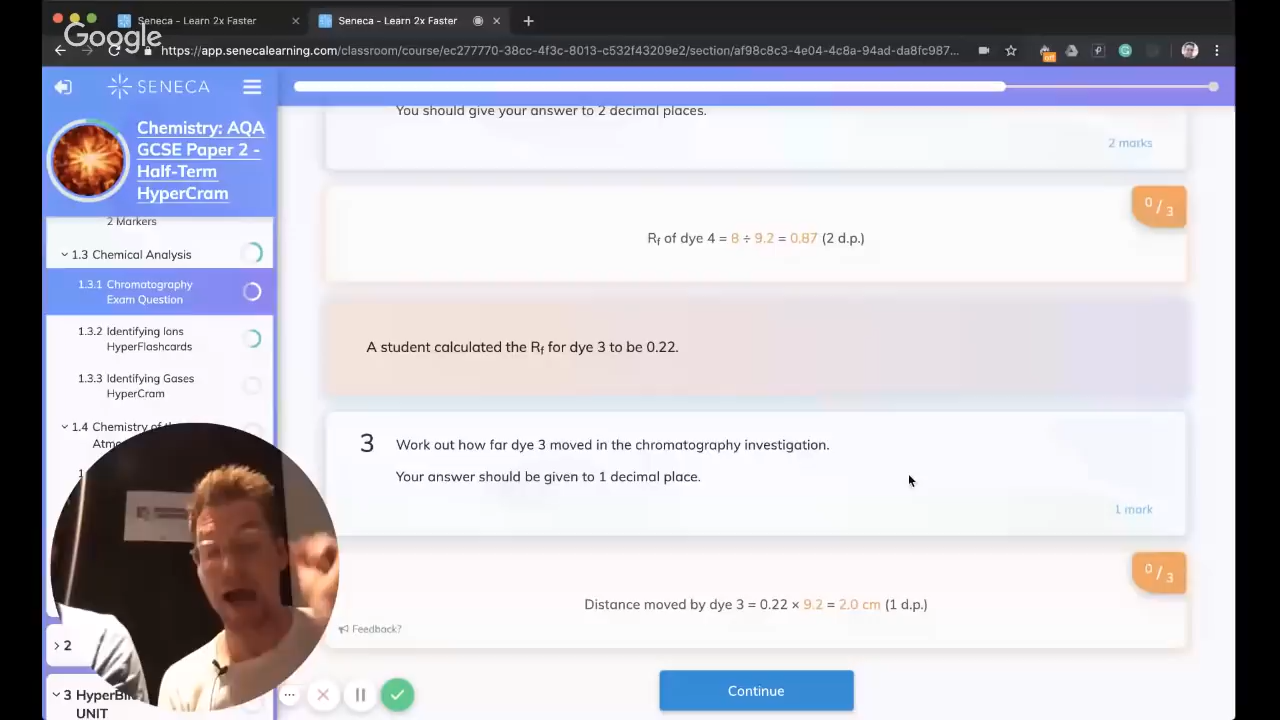 Seneca - Learn 2x Faster
Seneca - Learn 2x Faster
Google
https://app.senecalearning.com/classroom/course/ec277770-38cc-4f3c-8013-c532f43209e2/section/af98c8c3-4e04-4c8a-94ad-da8fc987...
SENECA
Chemistry: AQA
GCSE Paper 2 -
Half-Term
HyperCram
2 Markers
1.3 Chemical Analysis
1.3.1 Chromatography
Exam Question
1.3.2 Identifying Ions
HyperFlashcards
1.3.3 Identifying Gases
HyperCram
1.4 Chemistry of the
2
3
UNIT
You should give your answer to 2 decimal places.
2 marks
0/3
Rf of dye 4 = 8 ÷ 9.2 = 0.87 (2 d.p.)
A student calculated the Rf for dye 3 to be 0.22.
3 Work out how far dye 3 moved in the chromatography investigation.
Your answer should be given to 1 decimal place.
1 mark
0/3
Distance moved by dye 3 = 0.22 × 9.2 = 2.0 cm (1 d.p.)
Feedback?
Continue